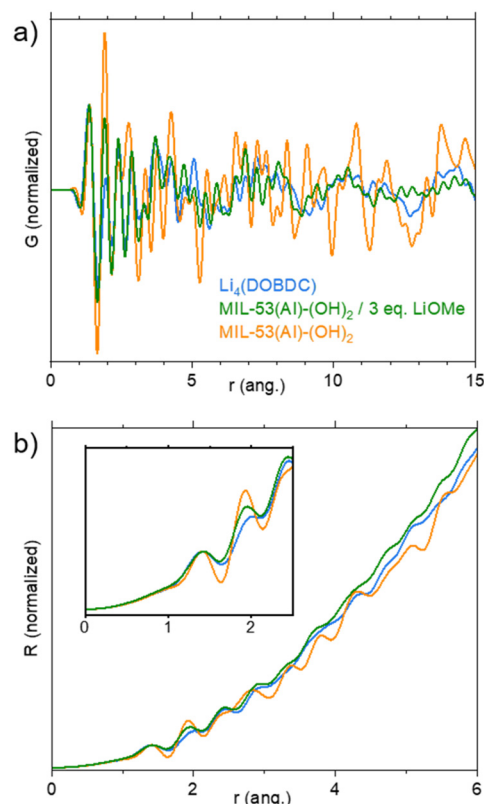 a)
G (normalized)
Li₄(DOBDC)
MIL-53(Al)-(OH)₂ / 3 eq. LiOMe
MIL-53(Al)-(OH)₂
0 5 10 15
r (ang.)
b)
R (normalized)
0 1 2
0 2 4 6
r (ang.)